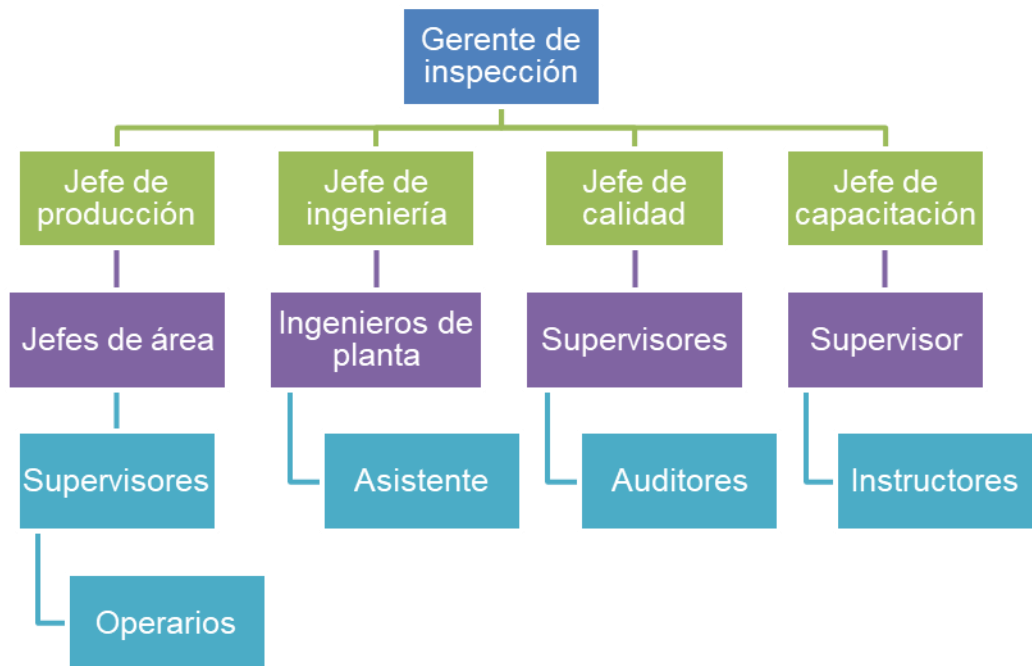 Gerente de
inspección
Jefe de
producción
Jefe de
ingeniería
Jefe de
calidad
Jefe de
capacitación
Jefes de área
Ingenieros de
planta
Supervisores
Supervisor
Supervisores
Asistente
Auditores
Instructores
Operarios